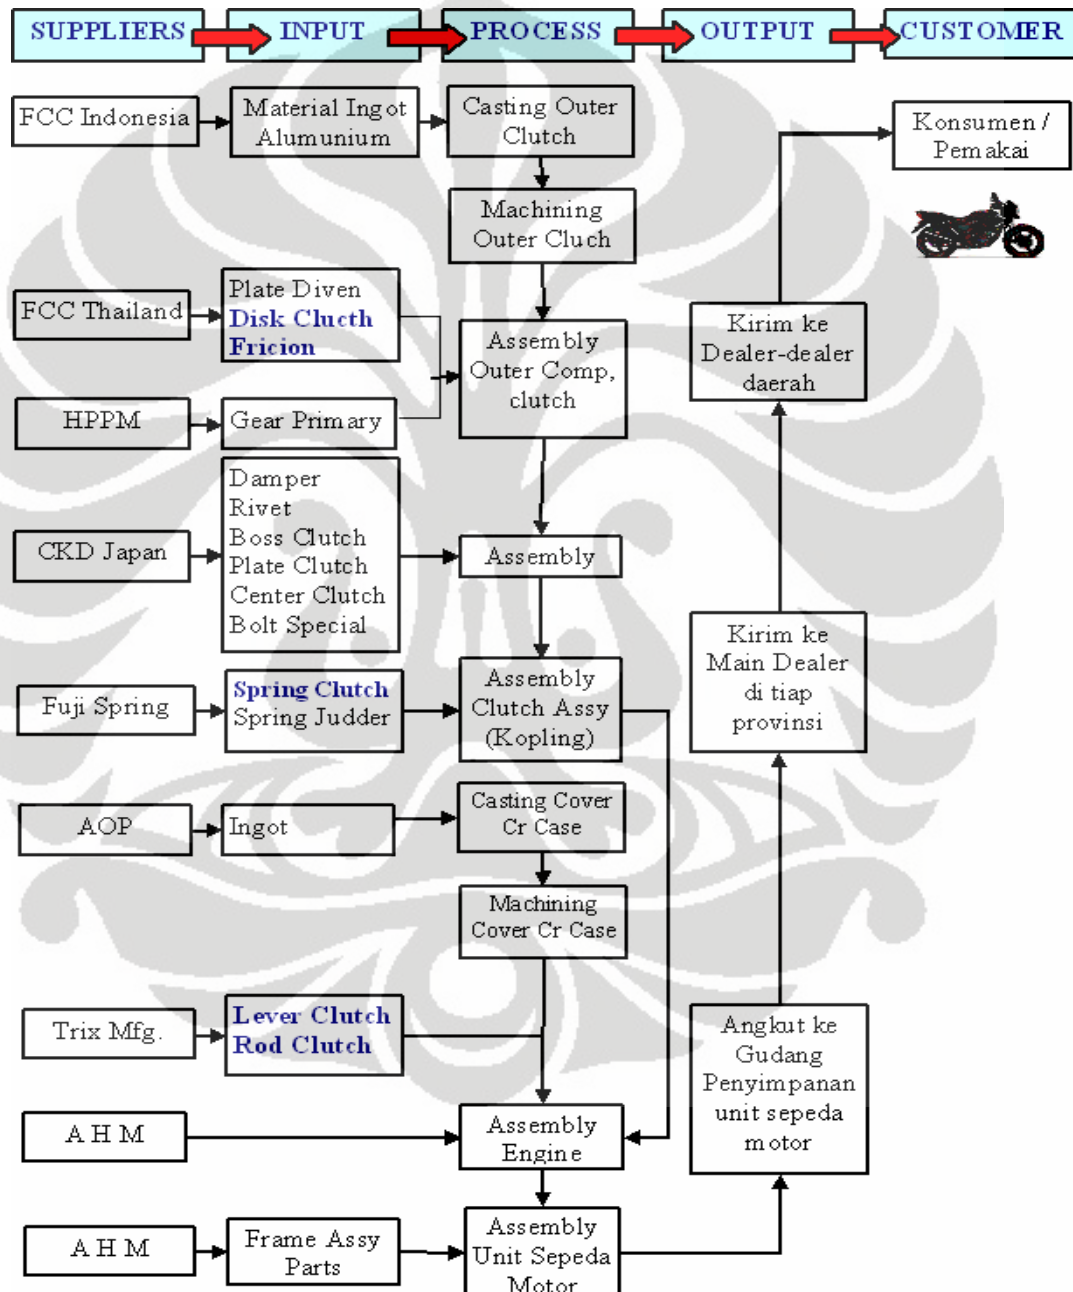 SUPPLIERS INPUT PROCESS OUTPUT CUSTOMER
FCC Indonesia
Material Ingot
Alumunium
Casting Outer
Clutch
Konsumen /
Pemakai
Machining
Outer Cluch
FCC Thailand
Plate Diven
Disk Clucth
Fricion
Assembly
Outer Comp,
clutch
Kirim ke
Dealer-dealer
daerah
HPPM
Gear Primary
CKD Japan
Damper
Rivet
Boss Clutch
Plate Clutch
Center Clutch
Bolt Special
Assembly
Kirim ke
Main Dealer
di tiap
provinsi
Fuji Spring
Spring Clutch
Spring Judder
Assembly
Clutch Assy
(Kopling)
AOP
Ingot
Casting Cover
Cr Case
Machining
Cover Cr Case
Trix Mfg.
Lever Clutch
Rod Clutch
Angkut ke
Gudang
Penyimpanan
unit sepeda
motor
A H M
Assembly
Engine
A H M
Frame Assy
Parts
Assembly
Unit Sepeda
Motor